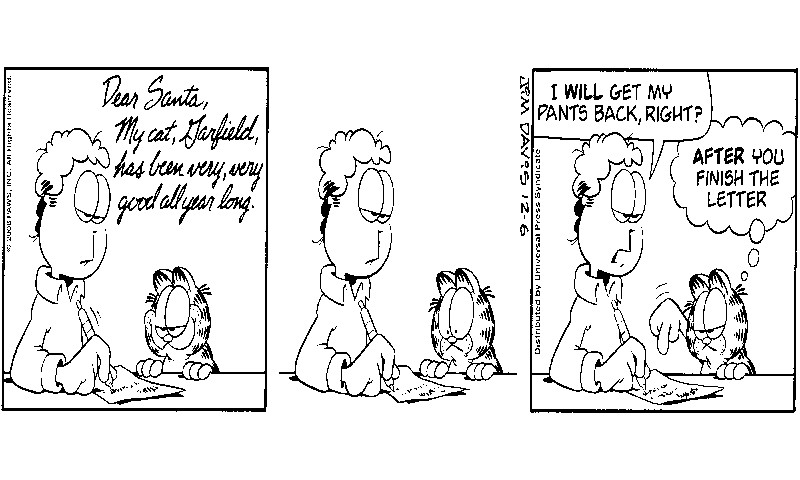 Dear Santa,
My cat, Garfield,
has been very, very
good all year long.
© 2008 PAWS, INC. All Rights Reserved.
JIM DAVIS 12-6
Distributed by Universal Press Syndicate
I WILL GET MY
PANTS BACK, RIGHT?
AFTER YOU
FINISH THE
LETTER